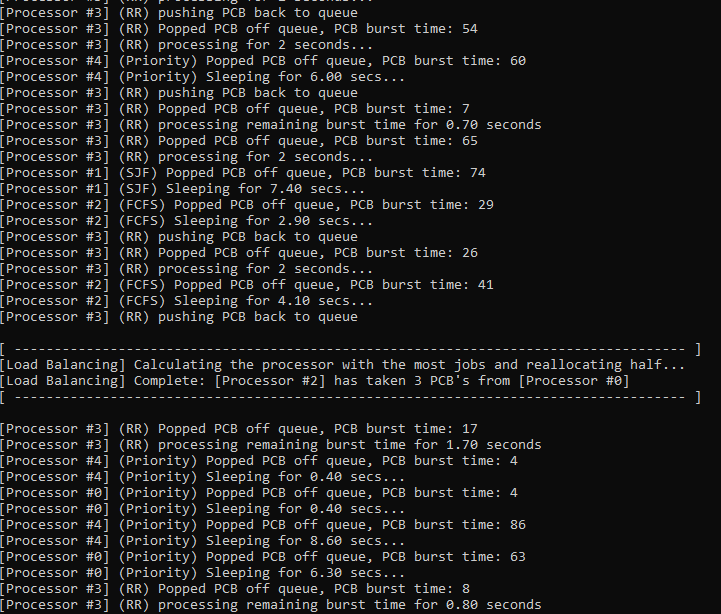 [Processor #3] (RR) pushing PCB back to queue
[Processor #3] (RR) Popped PCB off queue, PCB burst time: 54
[Processor #3] (RR) processing for 2 seconds...
[Processor #4] (Priority) Popped PCB off queue, PCB burst time: 60
[Processor #4] (Priority) Sleeping for 6.00 secs...
[Processor #3] (RR) pushing PCB back to queue
[Processor #3] (RR) Popped PCB off queue, PCB burst time: 7
[Processor #3] (RR) processing remaining burst time for 0.70 seconds
[Processor #3] (RR) Popped PCB off queue, PCB burst time: 65
[Processor #3] (RR) processing for 2 seconds...
[Processor #1] (SJF) Popped PCB off queue, PCB burst time: 74
[Processor #1] (SJF) Sleeping for 7.40 secs...
[Processor #2] (FCFS) Popped PCB off queue, PCB burst time: 29
[Processor #2] (FCFS) Sleeping for 2.90 secs...
[Processor #3] (RR) pushing PCB back to queue
[Processor #3] (RR) Popped PCB off queue, PCB burst time: 26
[Processor #3] (RR) processing for 2 seconds...
[Processor #2] (FCFS) Popped PCB off queue, PCB burst time: 41
[Processor #2] (FCFS) Sleeping for 4.10 secs...
[Processor #3] (RR) pushing PCB back to queue
[ ------------------------------------------------------------------------------------ ]
[Load Balancing] Calculating the processor with the most jobs and reallocating half...
[Load Balancing] Complete: [Processor #2] has taken 3 PCB's from [Processor #0]
[ ------------------------------------------------------------------------------------ ]
[Processor #3] (RR) Popped PCB off queue, PCB burst time: 17
[Processor #3] (RR) processing remaining burst time for 1.70 seconds
[Processor #4] (Priority) Popped PCB off queue, PCB burst time: 4
[Processor #4] (Priority) Sleeping for 0.40 secs...
[Processor #0] (Priority) Popped PCB off queue, PCB burst time: 4
[Processor #0] (Priority) Sleeping for 0.40 secs...
[Processor #4] (Priority) Popped PCB off queue, PCB burst time: 86
[Processor #4] (Priority) Sleeping for 8.60 secs...
[Processor #0] (Priority) Popped PCB off queue, PCB burst time: 63
[Processor #0] (Priority) Sleeping for 6.30 secs...
[Processor #3] (RR) Popped PCB off queue, PCB burst time: 8
[Processor #3] (RR) processing remaining burst time for 0.80 seconds